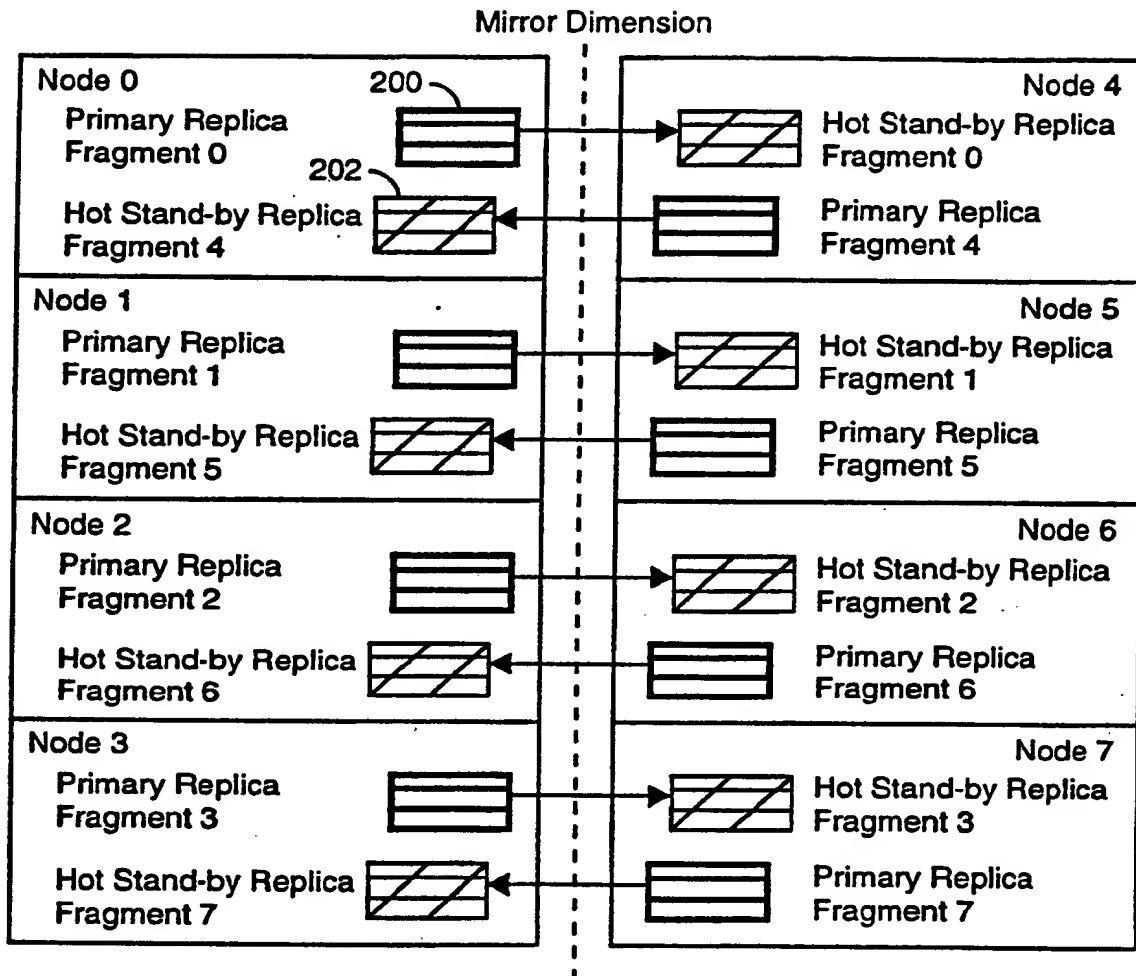 Mirror Dimension
Node 0
200
Primary Replica
Fragment 0
202
Hot Stand-by Replica
Fragment 4
Node 1
Primary Replica
Fragment 1
Hot Stand-by Replica
Fragment 5
Node 2
Primary Replica
Fragment 2
Hot Stand-by Replica
Fragment 6
Node 3
Primary Replica
Fragment 3
Hot Stand-by Replica
Fragment 7
Node 4
Hot Stand-by Replica
Fragment 0
Primary Replica
Fragment 4
Node 5
Hot Stand-by Replica
Fragment 1
Primary Replica
Fragment 5
Node 6
Hot Stand-by Replica
Fragment 2
Primary Replica
Fragment 6
Node 7
Hot Stand-by Replica
Fragment 3
Primary Replica
Fragment 7